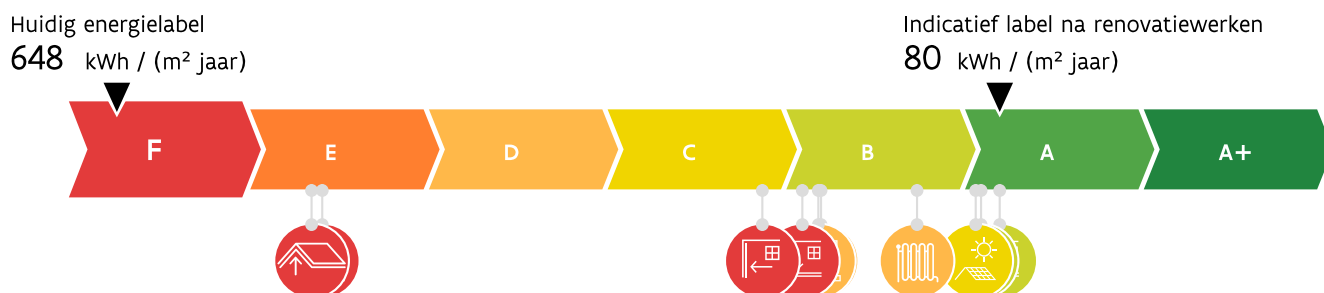 Huidig energielabel
648 kWh / (m² jaar)
Indicatief label na renovatiewerken
80 kWh / (m² jaar)
F E D C B A A+